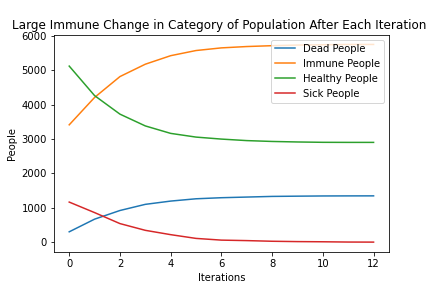 Large Immune Change in Category of Population After Each Iteration
6000
5000
4000
3000
2000
1000
0
People
Dead People
Immune People
Healthy People
Sick People
0 2 4 6 8 10 12
Iterations